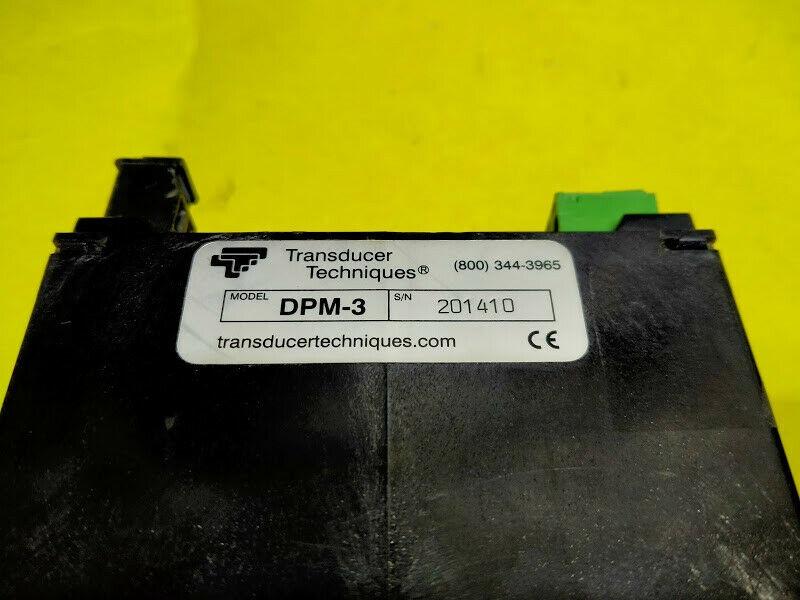 Transducer
Techniques® (800) 344-3965
MODEL DPM-3 S/N 201410
transducertechniques.com CE